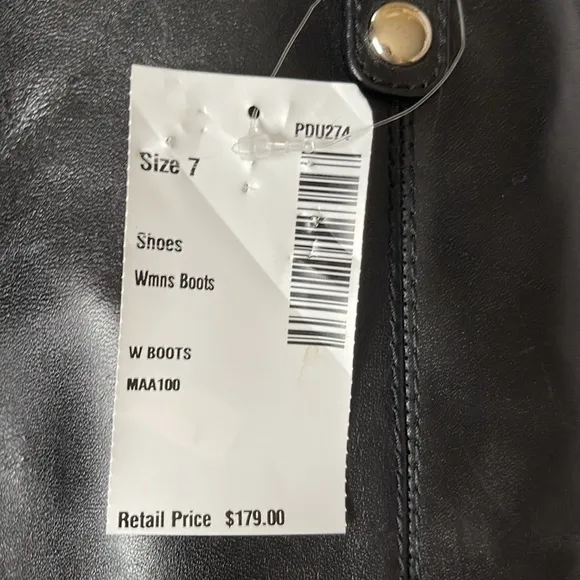 PDU274
Size 7
Shoes
Wmns Boots
W BOOTS
MAA100
Retail Price $179.00